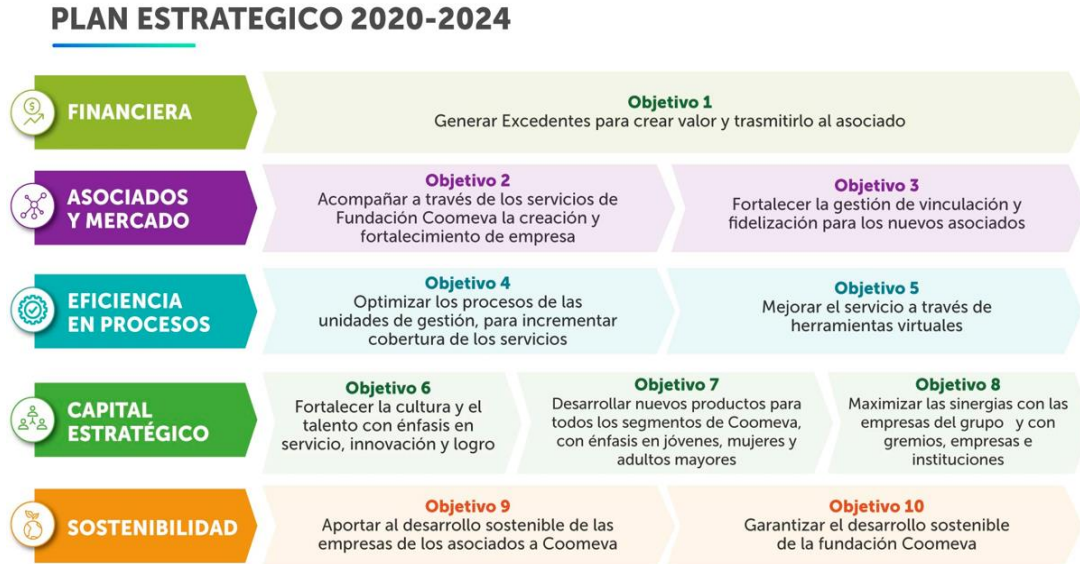 PLAN ESTRATEGICO 2020-2024
FINANCIERA
Objetivo 1
Generar Excedentes para crear valor y trasmitirlo al asociado
ASOCIADOS
Y MERCADO
Objetivo 2
Acompañar a través de los servicios de
Fundación Coomeva la creación y
fortalecimiento de empresa
Objetivo 3
Fortalecer la gestión de vinculación y
fidelización para los nuevos asociados
EFICIENCIA
EN PROCESOS
Objetivo 4
Optimizar los procesos de las
unidades de gestión, para incrementar
cobertura de los servicios
Objetivo 5
Mejorar el servicio a través de
herramientas virtuales
CAPITAL
ESTRATÉGICO
Objetivo 6
Fortalecer la cultura y el
talento con énfasis en
servicio, innovación y logro
Objetivo 7
Desarrollar nuevos productos para
todos los segmentos de Coomeva,
con énfasis en jóvenes, mujeres y
adultos mayores
Objetivo 8
Maximizar las sinergias con las
empresas del grupo y con
gremios, empresas e
instituciones
SOSTENIBILIDAD
Objetivo 9
Aportar al desarrollo sostenible de las
empresas de los asociados a Coomeva
Objetivo 10
Garantizar el desarrollo sostenible
de la fundación Coomeva